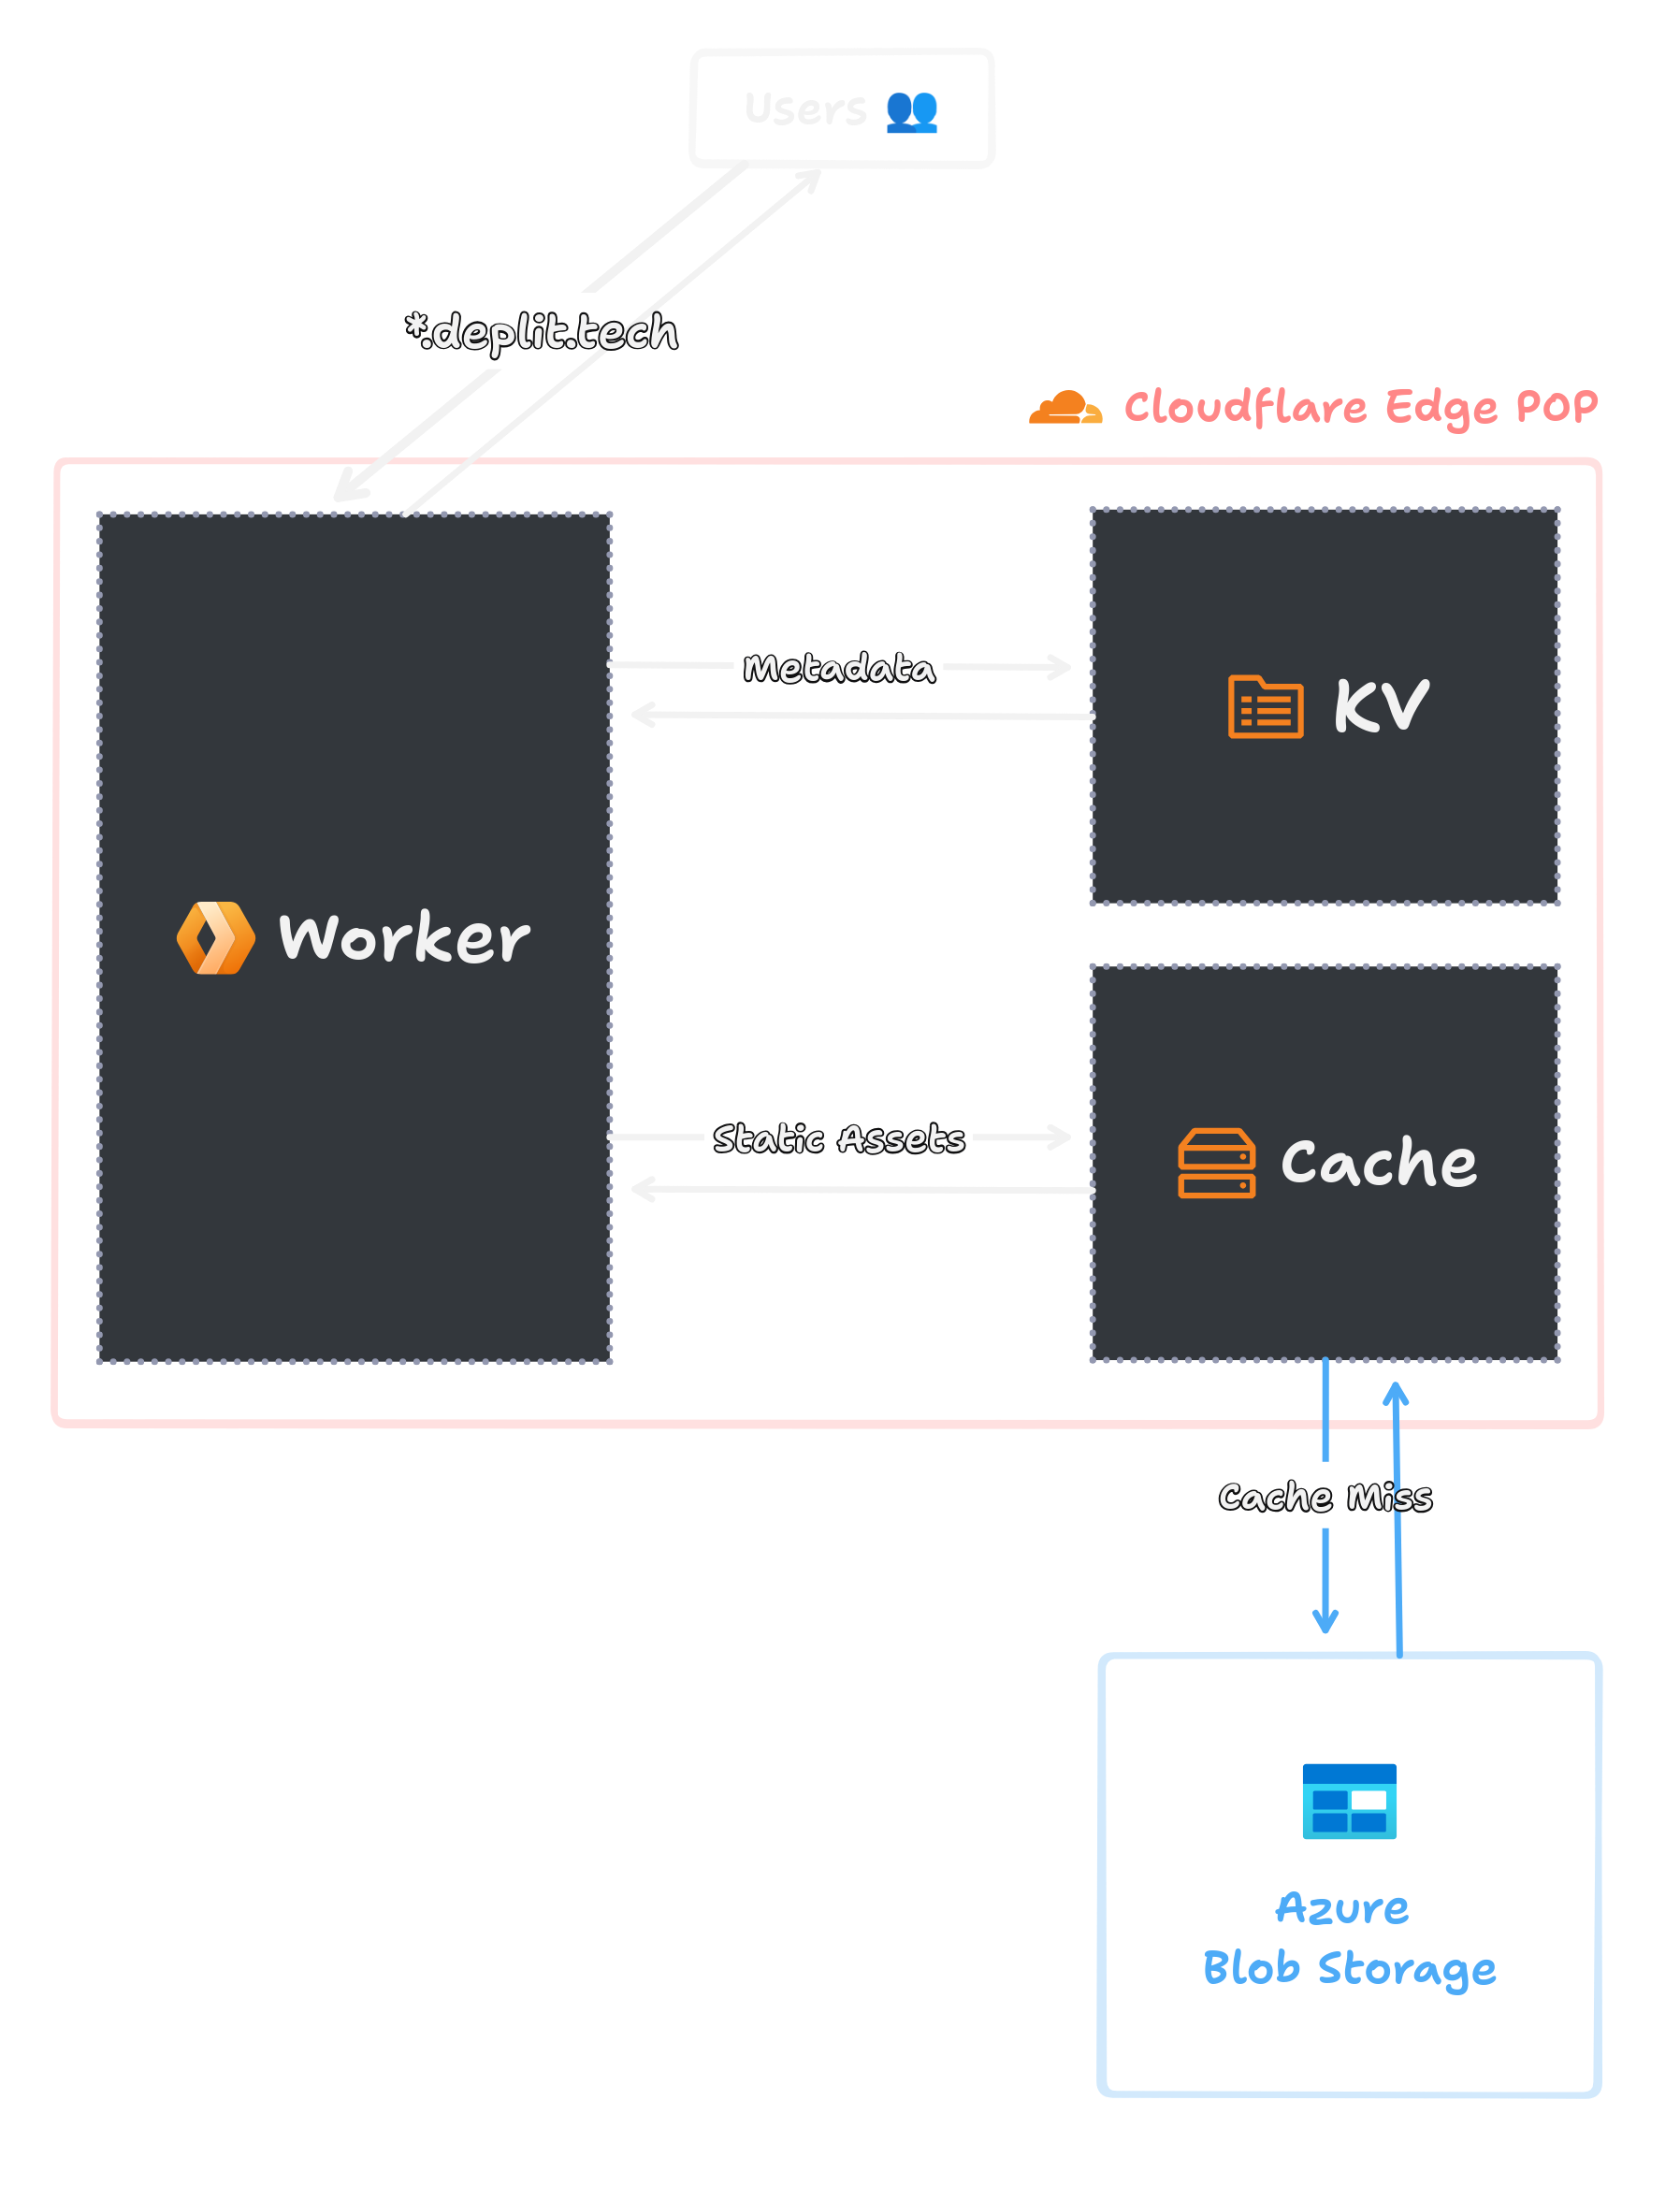 Users
*.deplit.tech
Cloudflare Edge POP
Metadata
KV
Worker
Static Assets
Cache
Cache Miss
Azure
Blob Storage